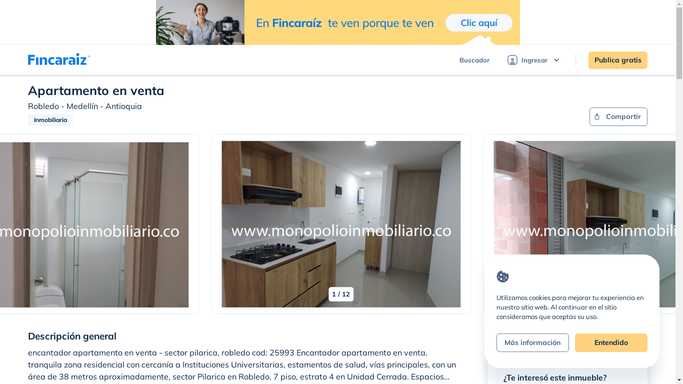 En Fincaraíz te ven porque te ven
Clic aquí
Fincaraíz
Buscador
Ingresar
Publica gratis
Apartamento en venta
Robledo - Medellín - Antioquia
Inmobiliaria
Compartir
www.monopolioinmobiliario.co
www.monopolioinmobiliario.co
www.monopolioinmobiliario.co
1 / 12
Descripción general
encantador apartamento en venta - sector pilarica, robledo cod: 25993 Encantador apartamento en venta,
tranquila zona residencial con cercanía a Instituciones Universitarias, estamentos de salud, vías principales, con un
área de 38 metros aproximadamente, sector Pilarica en Robledo, 7 piso, estrato 4 en Unidad Cerrada. Espacios...
Utilizamos cookies para mejorar tu experiencia en
nuestro sitio web. Al continuar en el sitio
consideramos que aceptas su uso.
Más información
Entendido
¿Te interesó este inmueble?